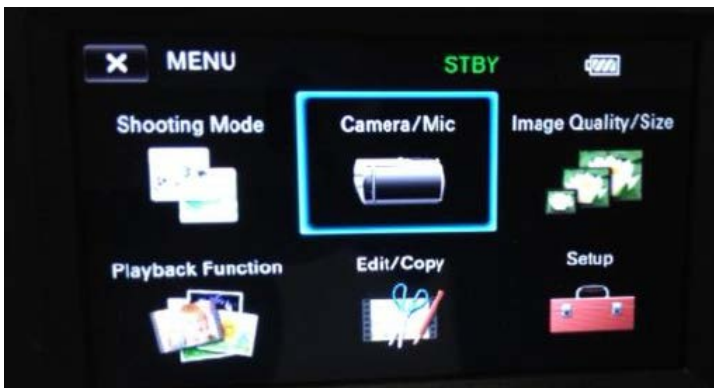 MENU STBY
Shooting Mode Camera/Mic Image Quality/Size
Playback Function Edit/Copy Setup